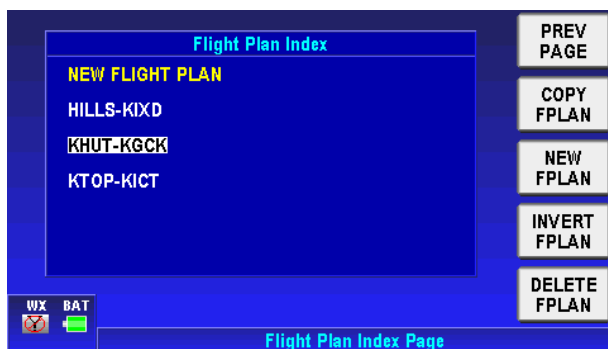 Flight Plan Index
NEW FLIGHT PLAN
HILLS-KIXD
KHUT-KGCK
KTOP-KICT
PREV
PAGE
COPY
FPLAN
NEW
FPLAN
INVERT
FPLAN
DELETE
FPLAN
WX BAT
Flight Plan Index Page